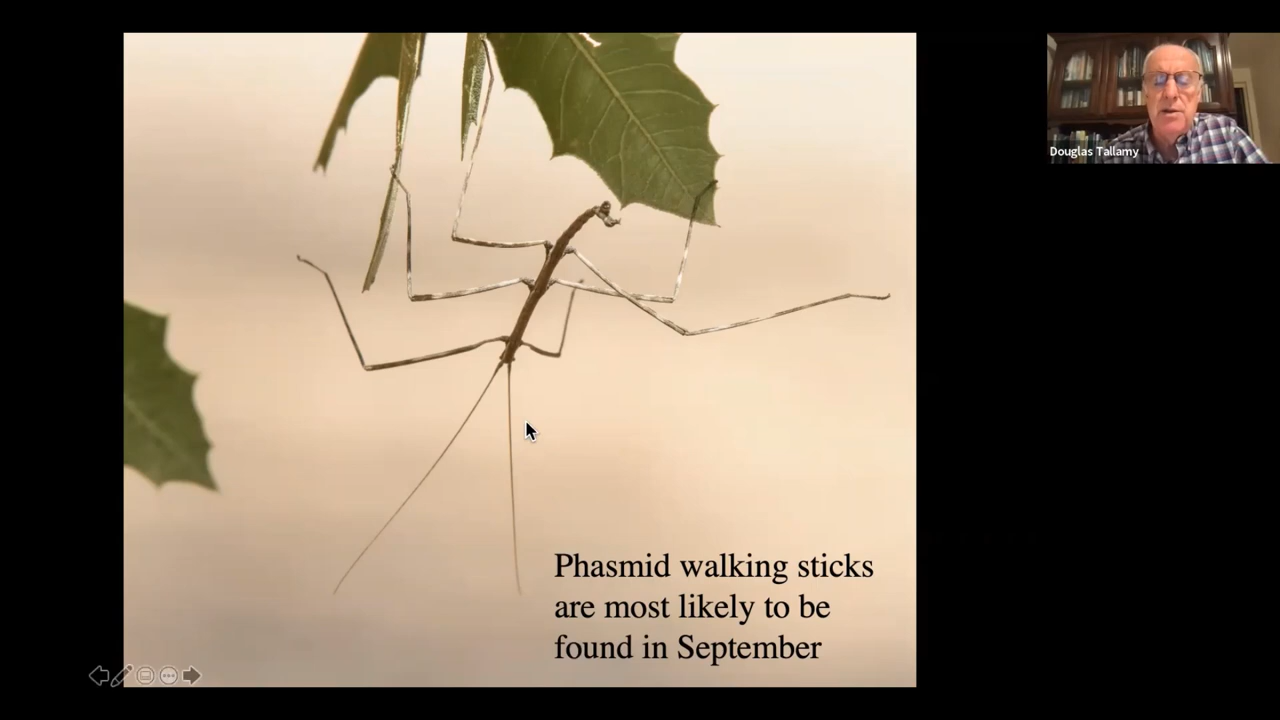 Douglas Tallamy
Phasmid walking sticks
are most likely to be
found in September